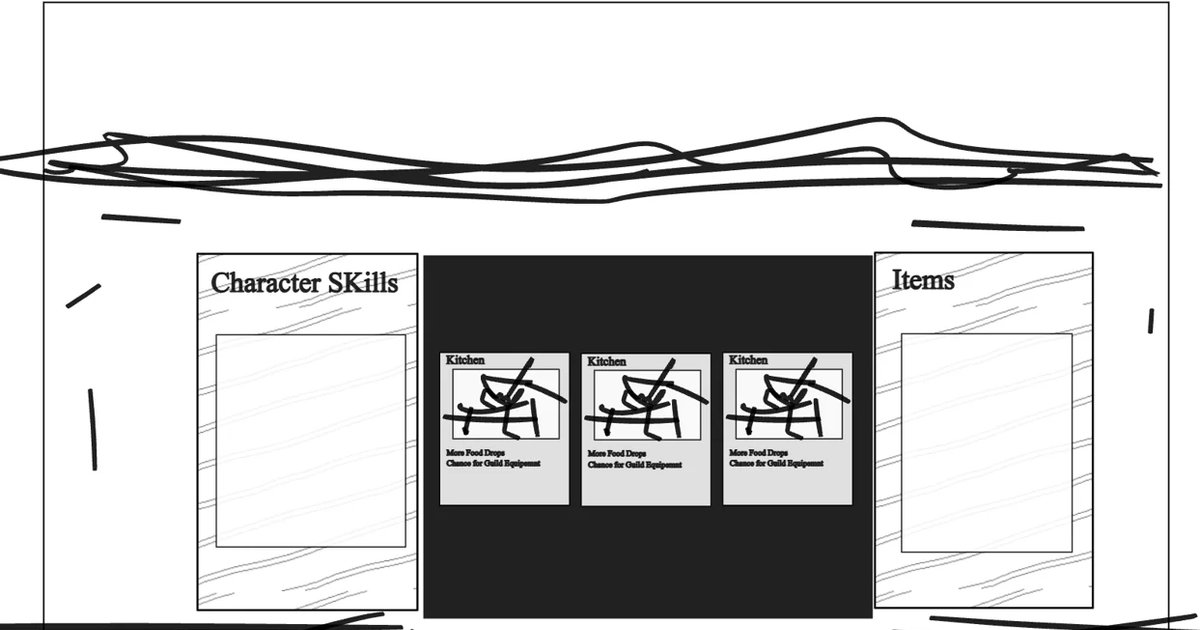 Character SKills
Items
Kitchen
More Food Drops
Chance for Guild Equipemnt
Kitchen
More Food Drops
Chance for Guild Equipemnt
Kitchen
More Food Drops
Chance for Guild Equipemnt